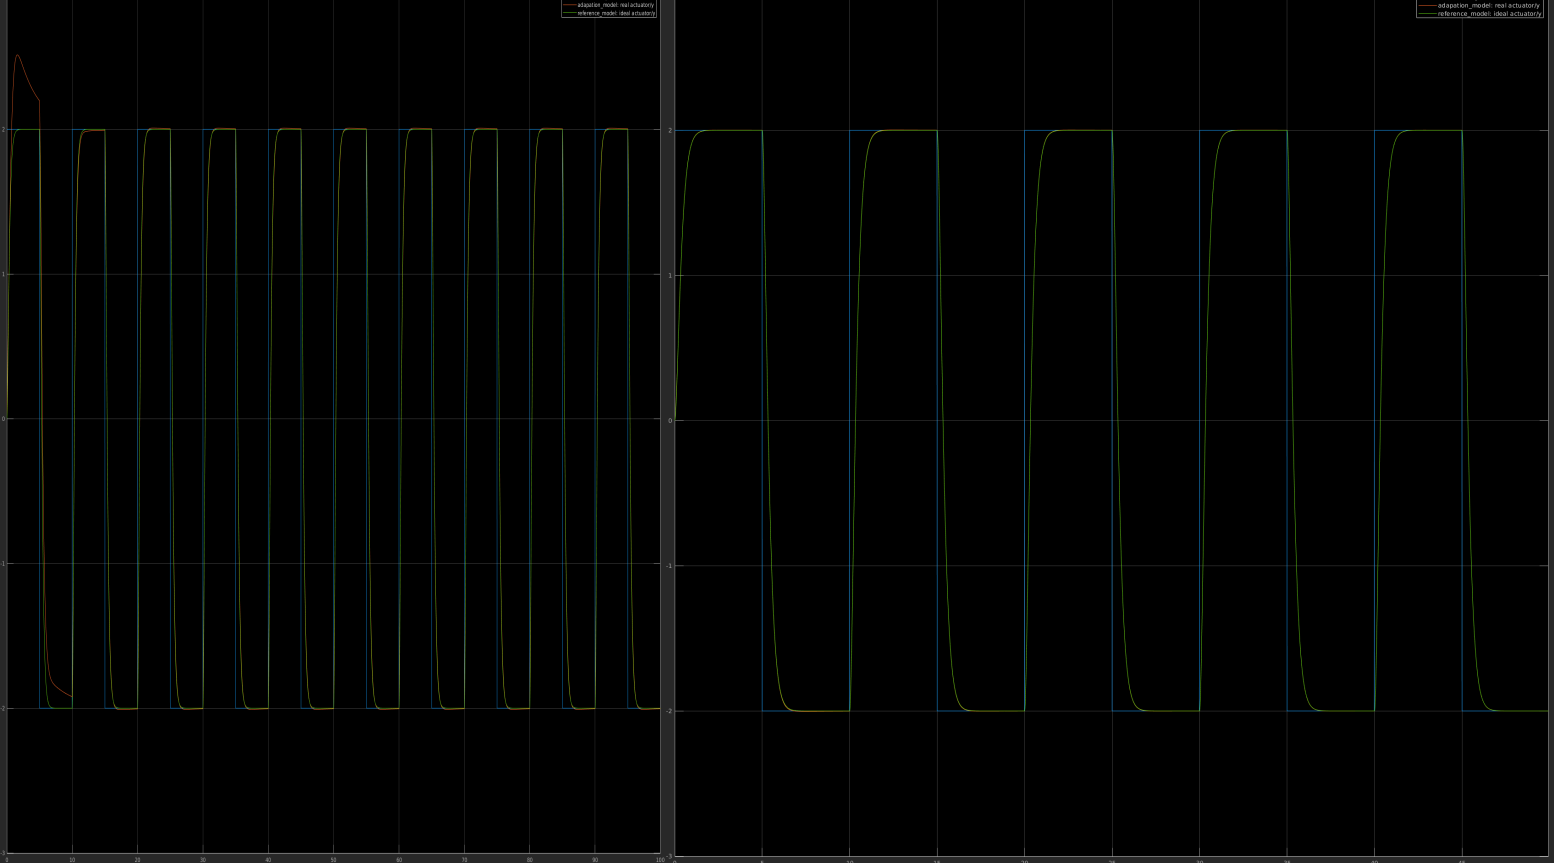 adapation_model: real actuator/y
reference_model: ideal actuator/y
2
1
0
-1
-2
-3
0 10 20 30 40 50 60 70 80 90 100
adapation_model: real actuator/y
reference_model: ideal actuator/y
2
1
0
-1
-2
-3